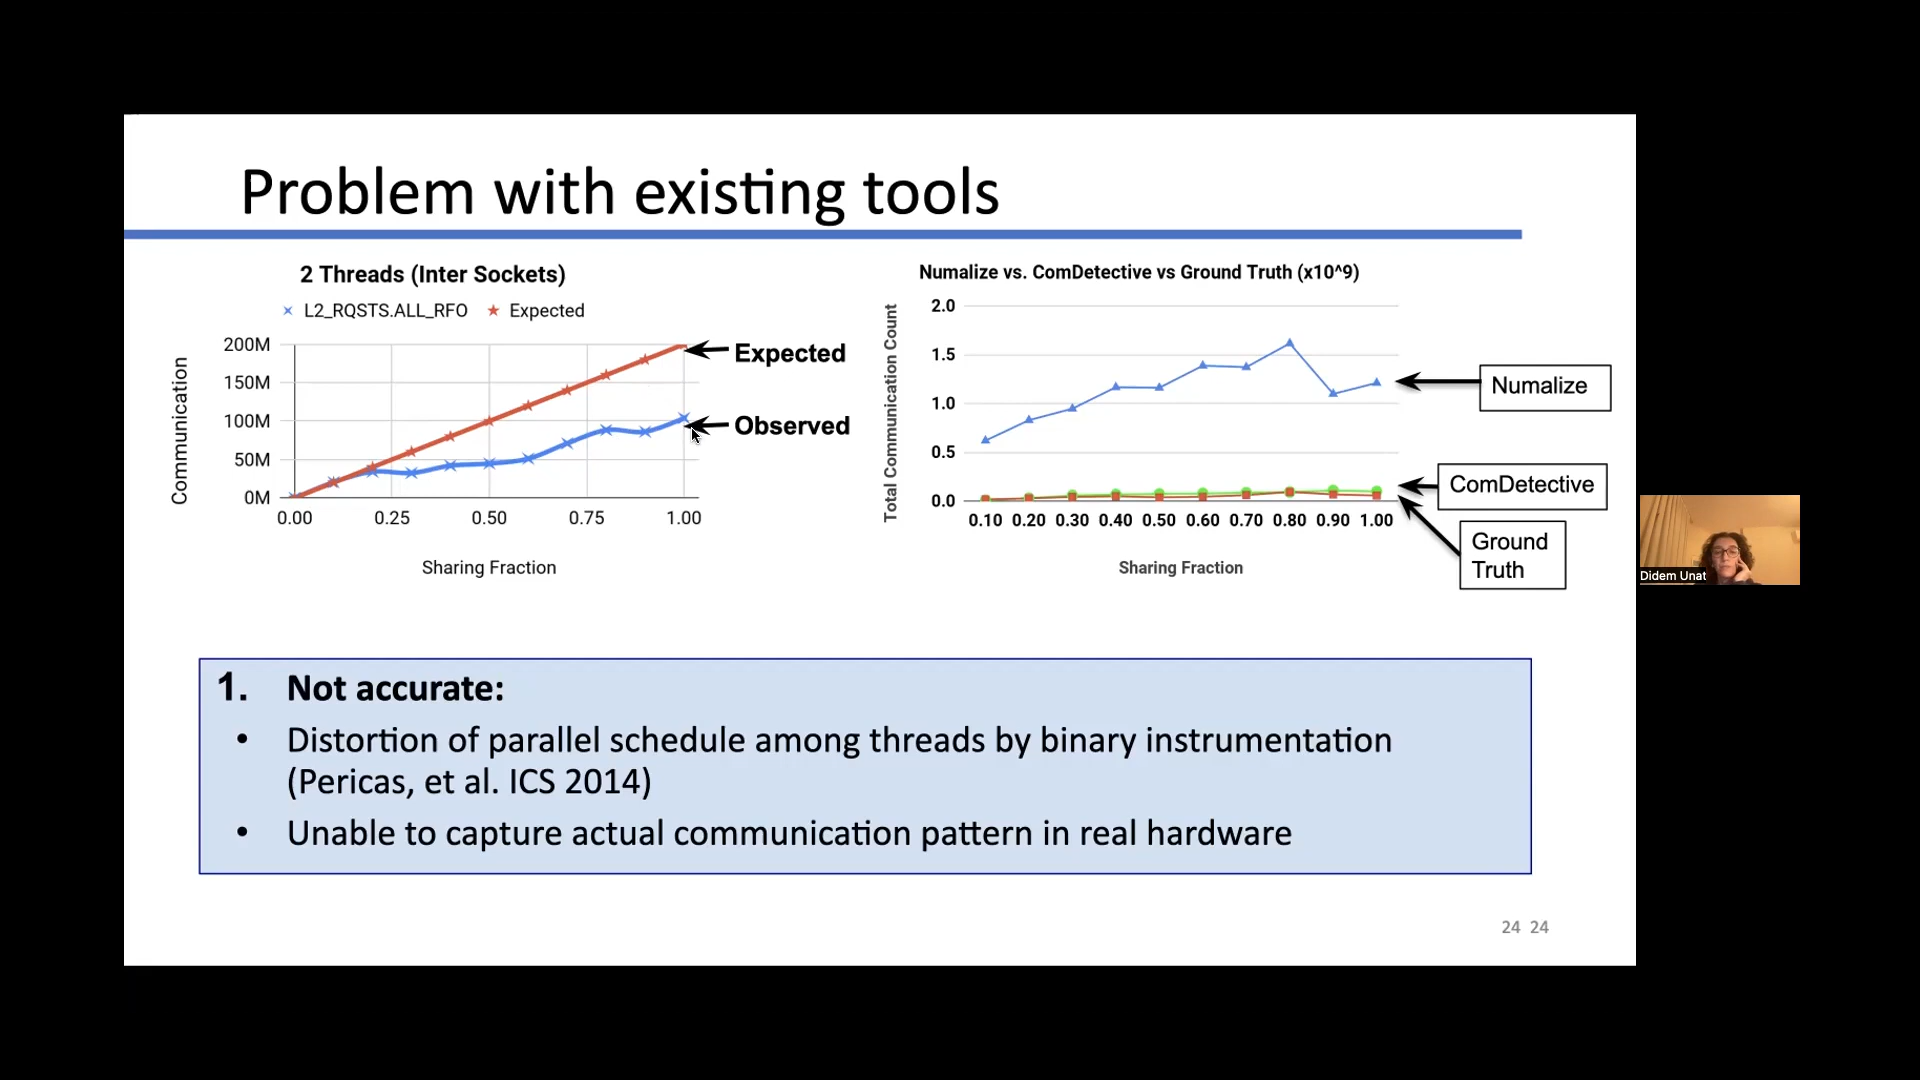 Problem with existing tools
2 Threads (Inter Sockets)
L2_RQSTS.ALL_RFO Expected
Communication
200M
150M
100M
50M
0M
0.00 0.25 0.50 0.75 1.00
Sharing Fraction
Expected
Observed
Numalize vs. ComDetective vs Ground Truth (x10^9)
Total Communication Count
2.0
1.5
1.0
0.5
0.0
0.10 0.20 0.30 0.40 0.50 0.60 0.70 0.80 0.90 1.00
Sharing Fraction
Numalize
ComDetective
Ground
Truth
1. Not accurate:
• Distortion of parallel schedule among threads by binary instrumentation
(Pericas, et al. ICS 2014)
• Unable to capture actual communication pattern in real hardware
24 24
Didem Unat